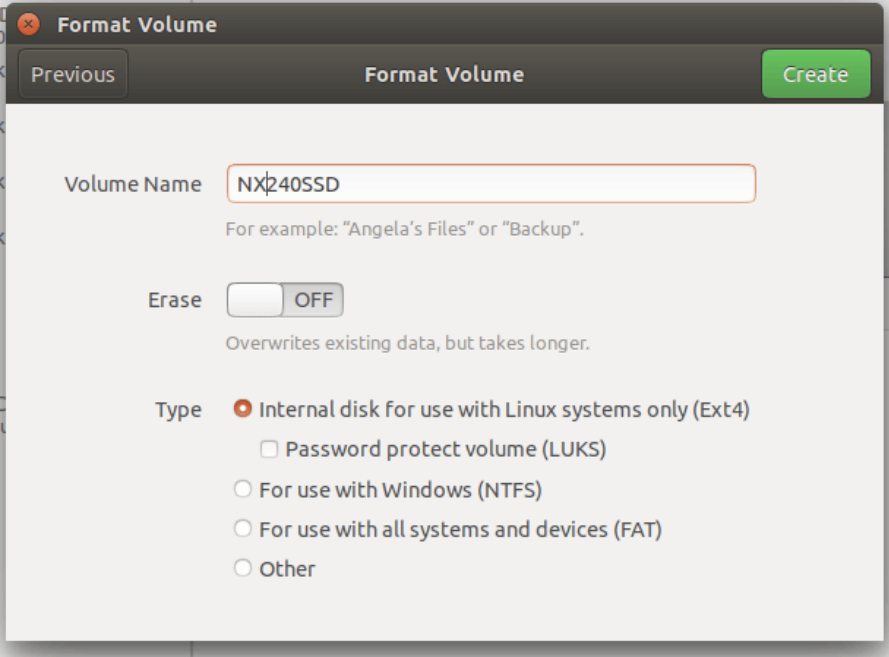 Format Volume
Previous
Format Volume
Create
Volume Name
NX240SSD
For example: “Angela’s Files” or “Backup”.
Erase
OFF
Overwrites existing data, but takes longer.
Type
Internal disk for use with Linux systems only (Ext4)
Password protect volume (LUKS)
For use with Windows (NTFS)
For use with all systems and devices (FAT)
Other